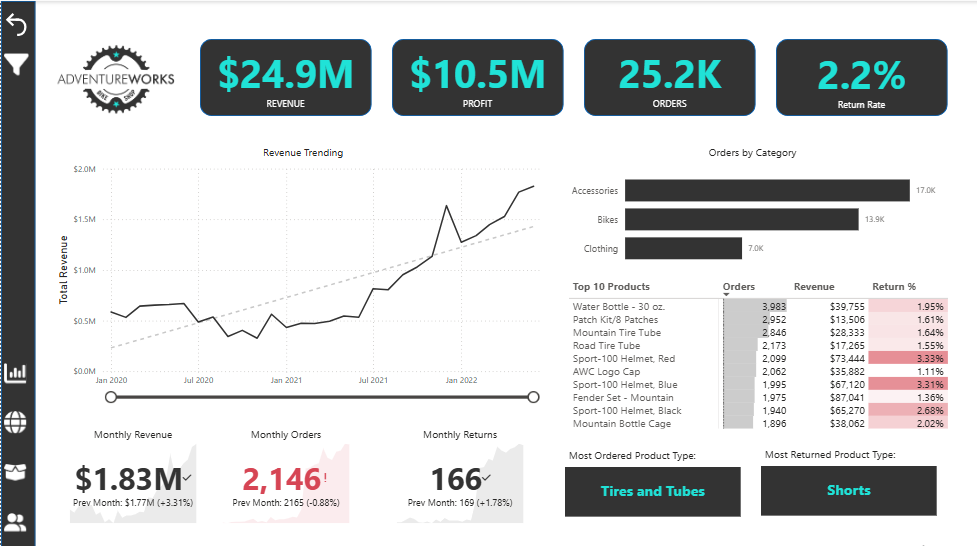 ADVENTUREWORKS
BIKE SHOP
$24.9M
REVENUE
$10.5M
PROFIT
25.2K
ORDERS
2.2%
Return Rate
Revenue Trending
Total Revenue
$2.0M
$1.5M
$1.0M
$0.5M
$0.0M
Jan 2020
Jul 2020
Jan 2021
Jul 2021
Jan 2022
Orders by Category
Accessories 17.0K
Bikes 13.9K
Clothing 7.0K
Top 10 Products Orders Revenue Return %
Water Bottle - 30 oz. 3,983 $39,755 1.95%
Patch Kit/8 Patches 2,952 $13,506 1.61%
Mountain Tire Tube 2,846 $28,333 1.64%
Road Tire Tube 2,173 $17,265 1.55%
Sport-100 Helmet, Red 2,099 $73,444 3.33%
AWC Logo Cap 2,062 $35,882 1.11%
Sport-100 Helmet, Blue 1,995 $67,120 3.31%
Fender Set - Mountain 1,975 $87,041 1.36%
Sport-100 Helmet, Black 1,940 $65,270 2.68%
Mountain Bottle Cage 1,896 $38,062 2.02%
Monthly Revenue
$1.83M
Prev Month: $1.77M (+3.31%)
Monthly Orders
2,146!
Prev Month: 2165 (-0.88%)
Monthly Returns
166
Prev Month: 169 (+1.78%)
Most Ordered Product Type:
Tires and Tubes
Most Returned Product Type:
Shorts